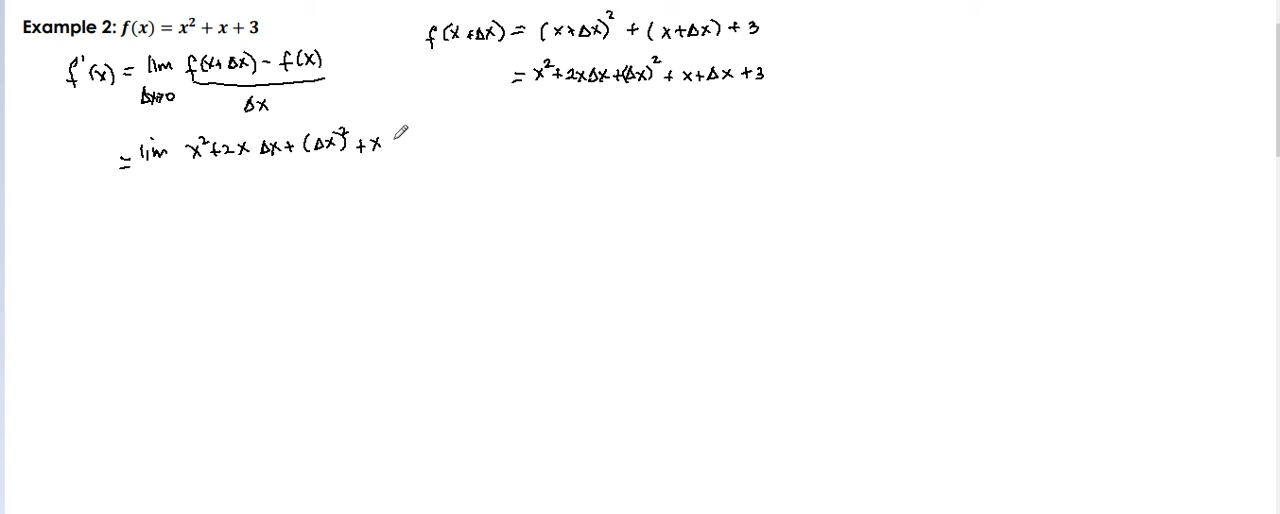 Example 2: f(x) = x² + x + 3
f'(x) = lim Δx→0 f(x+Δx) - f(x) / Δx
= lim x² + 2x Δx + (Δx)² + x
f(x+Δx) = (x+Δx)² + (x+Δx) + 3
= x² + 2xΔx + (Δx)² + x + Δx + 3